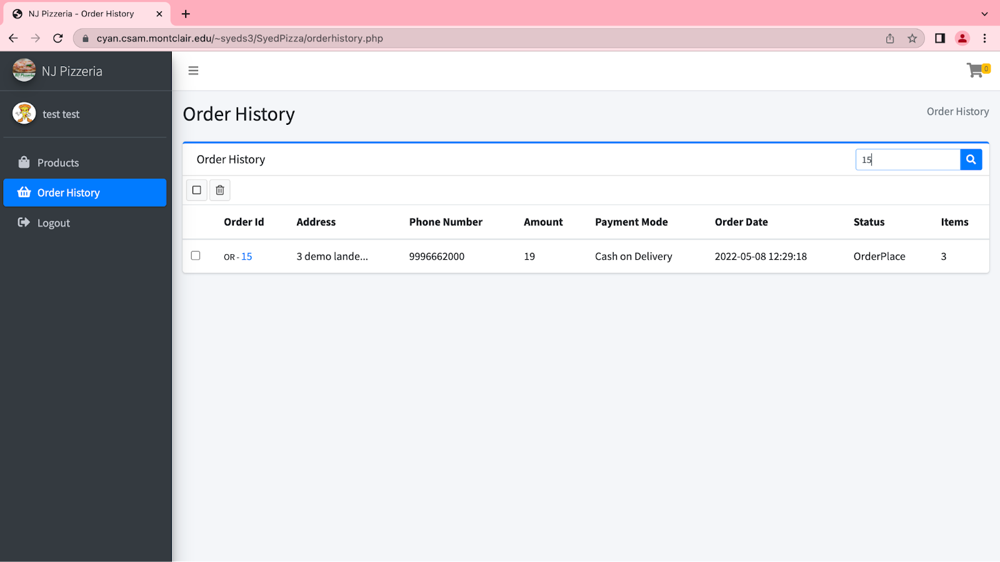 NJ Pizzeria - Order History
cyan.csam.montclair.edu/~syeds3/SyedPizza/orderhistory.php
NJ Pizzeria
0
test test
Order History
Order History
Products
Order History
15
Order History
Logout
Order Id Address Phone Number Amount Payment Mode Order Date Status Items
OR - 15 3 demo lande... 9996662000 19 Cash on Delivery 2022-05-08 12:29:18 OrderPlace 3